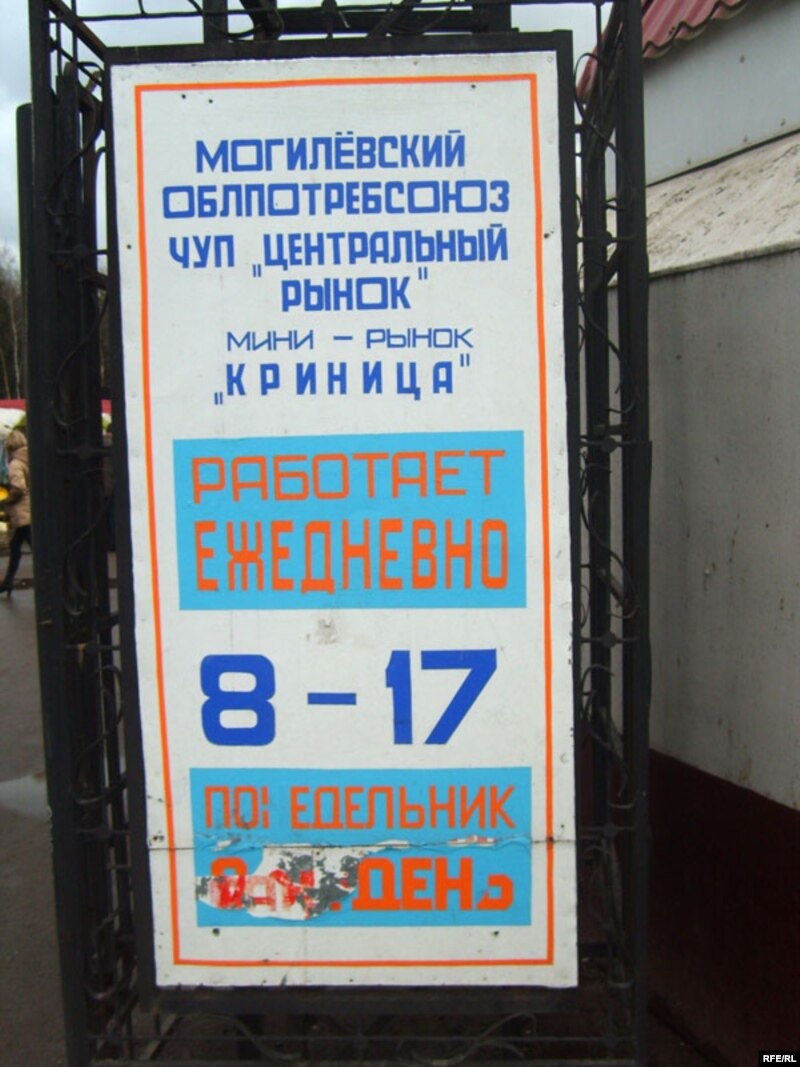 МОГИЛЁВСКИЙ
ОБЛПОТРЕБСОЮЗ
ЧУП "ЦЕНТРАЛЬНЫЙ
РЫНОК"
МИНИ - РЫНОК
"КРИНИЦА"
РАБОТАЕТ
ЕЖЕДНЕВНО
8 - 17
ПОНЕДЕЛЬНИК
ДЕНЬ
RFE/RL